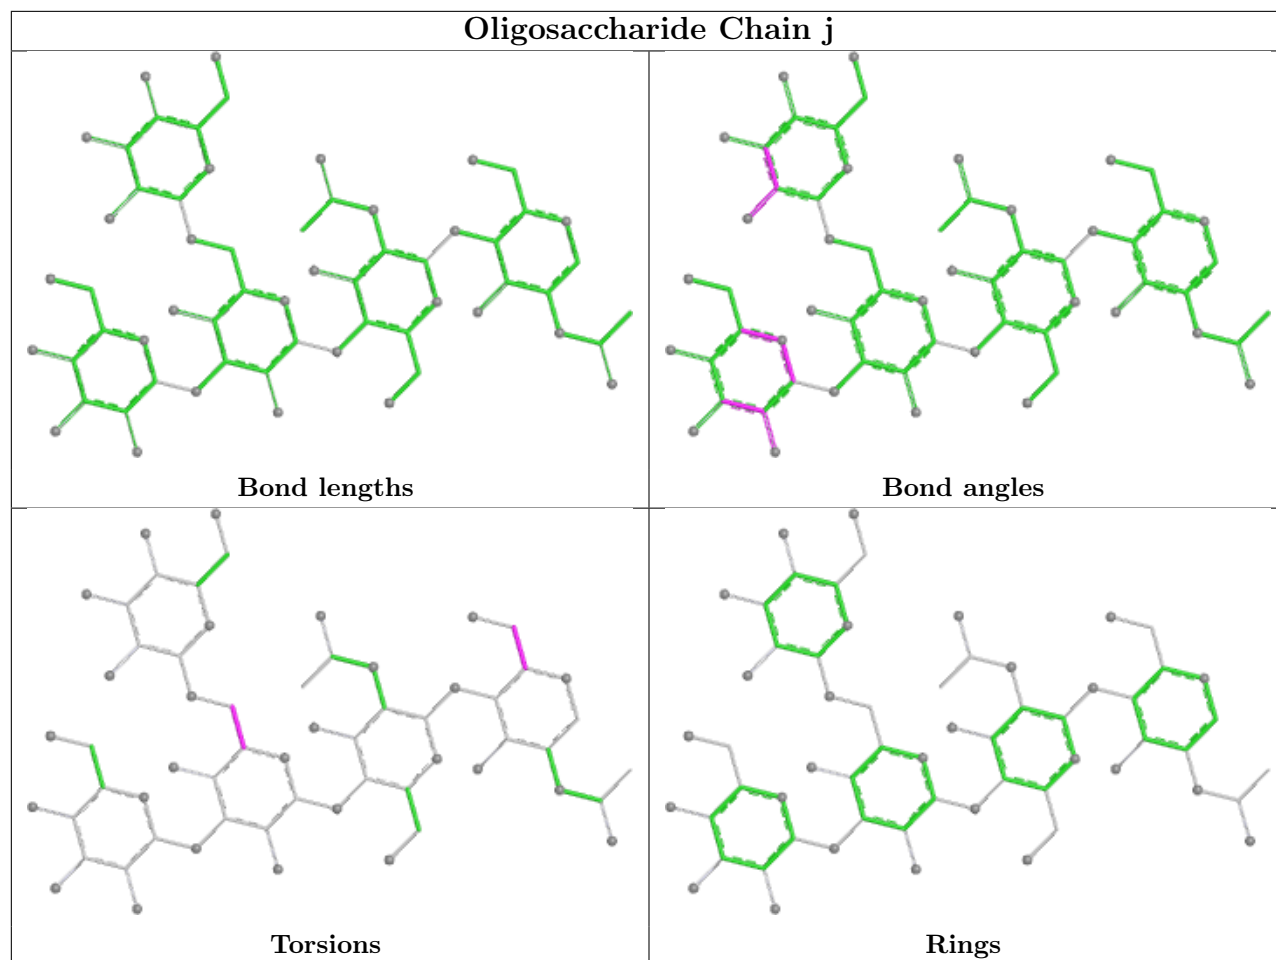 Oligosaccharide Chain j
Bond lengths
Bond angles
Torsions
Rings